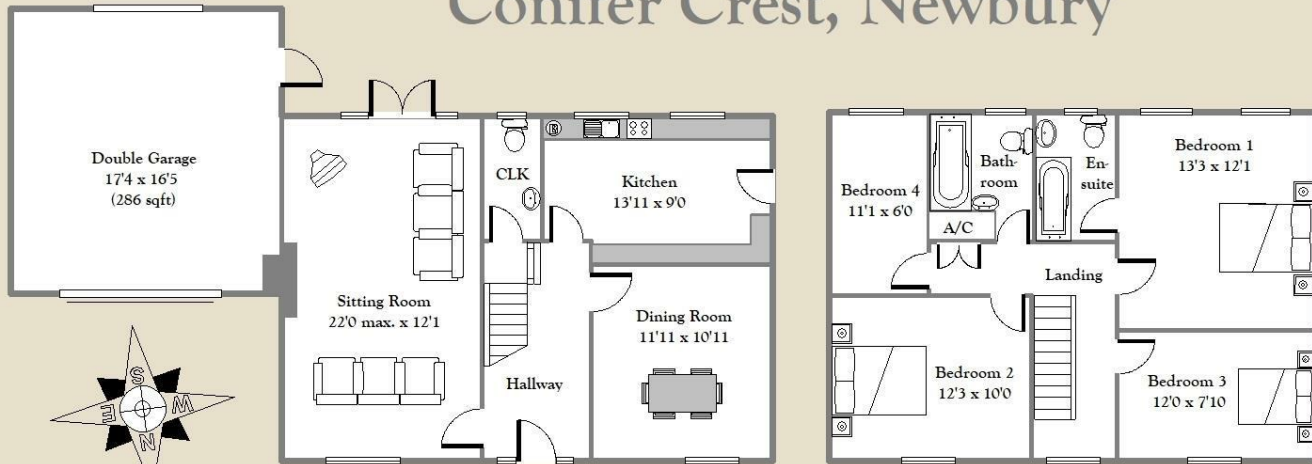 Conifer Crest, Newbury
Double Garage
17'4 x 16'5
(286 sqft)
Sitting Room
22'0 max. x 12'1
CLK
Kitchen
13'11 x 9'0
Dining Room
11'11 x 10'11
Hallway
S
E
W
N
Bedroom 4
11'1 x 6'0
Bath-
room
A/C
En-
suite
Bedroom 1
13'3 x 12'1
Landing
Bedroom 2
12'3 x 10'0
Bedroom 3
12'0 x 7'10